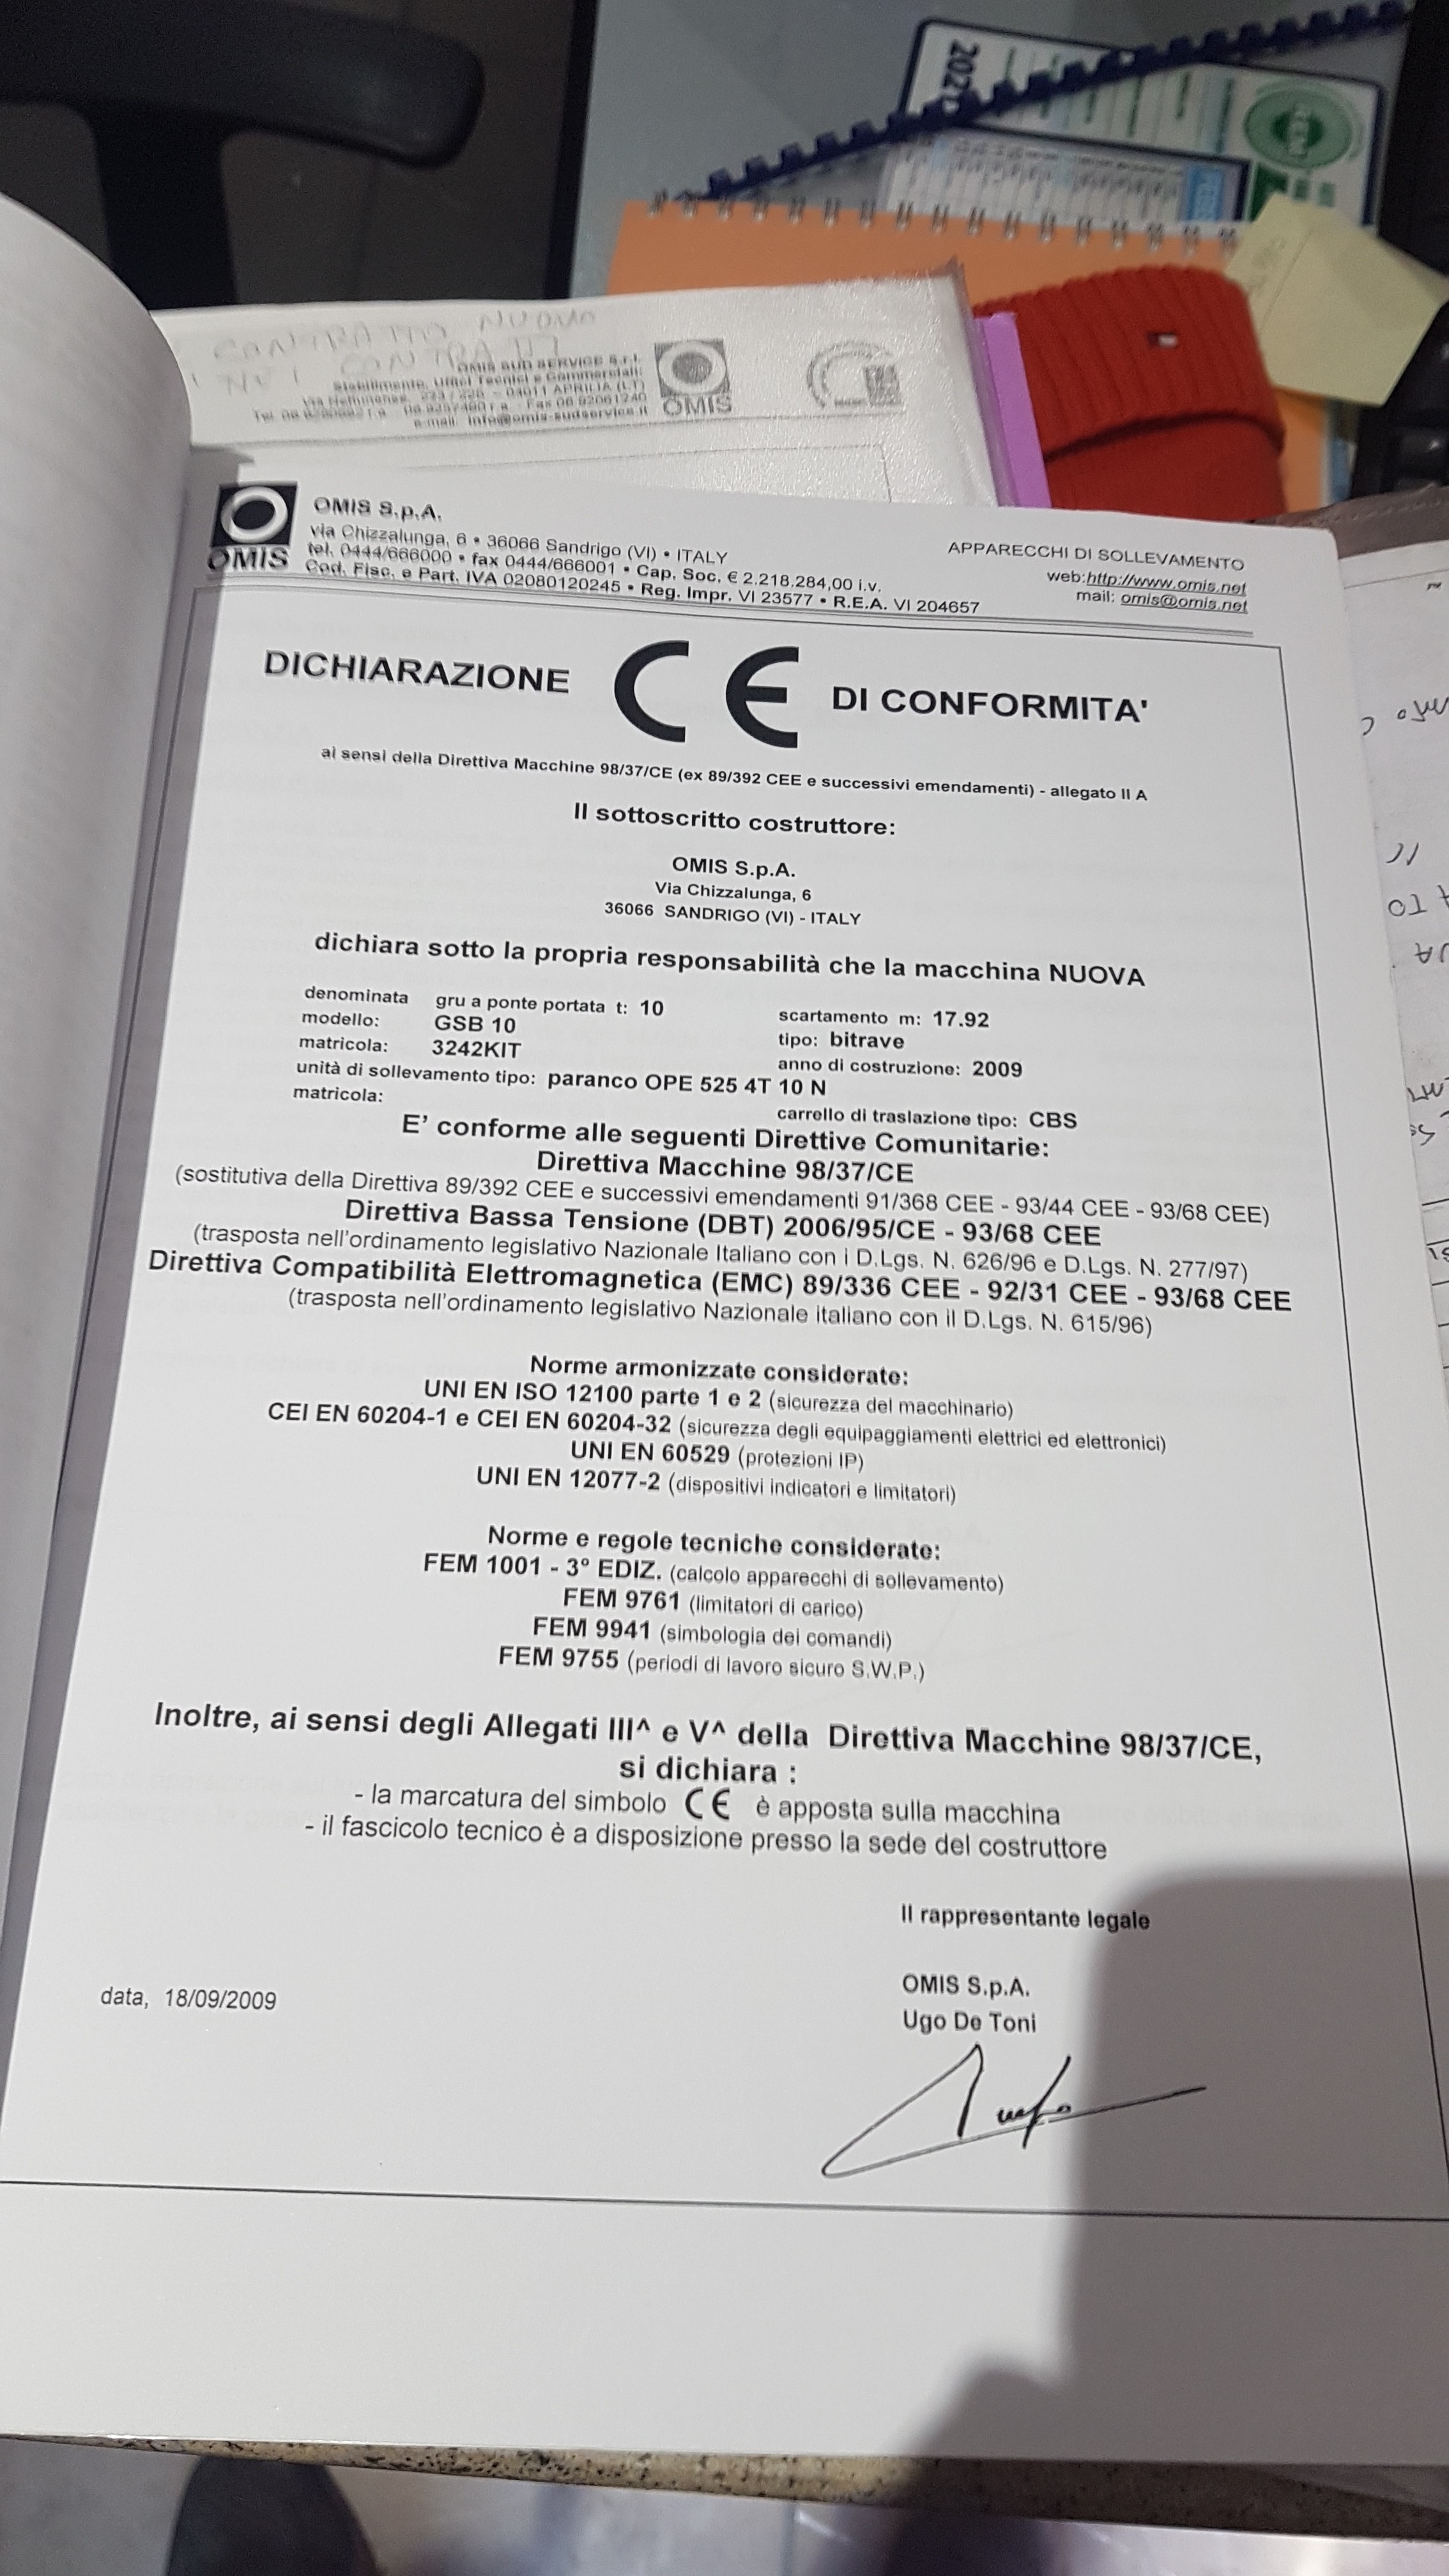 202
CONTRATTO NUOVO
OMIS SUD SERVICE S.r.l.
Stabilimento, Uffici Tecnici e Commerciali:
04011 APRILIA (LT)
Fax 06 92061240
e-mail: info@omis-sudservice.it
OMIS
OMIS
OMIS S.p.A.
via Chizzalunga, 6 • 36066 Sandrigo (VI) • ITALY
tel. 0444/666000 • fax 0444/666001 • Cap. Soc. € 2.218.284,00 i.v.
Cod. Fisc. e Part. IVA 02080120245 • Reg. Impr. VI 23577 • R.E.A. VI 204657
APPARECCHI DI SOLLEVAMENTO
web:http://www.omis.net
mail: omis@omis.net
DICHIARAZIONE CE DI CONFORMITA'
ai sensi della Direttiva Macchine 98/37/CE (ex 89/392 CEE e successivi emendamenti) - allegato II A
Il sottoscritto costruttore:
OMIS S.p.A.
Via Chizzalunga, 6
36066 SANDRIGO (VI) - ITALY
dichiara sotto la propria responsabilità che la macchina NUOVA
denominata gru a ponte portata t: 10 scartamento m: 17.92
modello: GSB 10 tipo: bitrave
matricola: 3242KIT anno di costruzione: 2009
unità di sollevamento tipo: paranco OPE 525 4T 10 N
matricola: carrello di traslazione tipo: CBS
E' conforme alle seguenti Direttive Comunitarie:
Direttiva Macchine 98/37/CE
(sostitutiva della Direttiva 89/392 CEE e successivi emendamenti 91/368 CEE - 93/44 CEE - 93/68 CEE)
Direttiva Bassa Tensione (DBT) 2006/95/CE - 93/68 CEE
(trasposta nell'ordinamento legislativo Nazionale Italiano con i D.Lgs. N. 626/96 e D.Lgs. N. 277/97)
Direttiva Compatibilità Elettromagnetica (EMC) 89/336 CEE - 92/31 CEE - 93/68 CEE
(trasposta nell'ordinamento legislativo Nazionale italiano con il D.Lgs. N. 615/96)
Norme armonizzate considerate:
UNI EN ISO 12100 parte 1 e 2 (sicurezza del macchinario)
CEI EN 60204-1 e CEI EN 60204-32 (sicurezza degli equipaggiamenti elettrici ed elettronici)
UNI EN 60529 (protezioni IP)
UNI EN 12077-2 (dispositivi indicatori e limitatori)
Norme e regole tecniche considerate:
FEM 1001 - 3° EDIZ. (calcolo apparecchi di sollevamento)
FEM 9761 (limitatori di carico)
FEM 9941 (simbologia dei comandi)
FEM 9755 (periodi di lavoro sicuro S.W.P.)
Inoltre, ai sensi degli Allegati III^ e V^ della Direttiva Macchine 98/37/CE,
si dichiara :
- la marcatura del simbolo CE è apposta sulla macchina
- il fascicolo tecnico è a disposizione presso la sede del costruttore
Il rappresentante legale
OMIS S.p.A.
Ugo De Toni
data, 18/09/2009